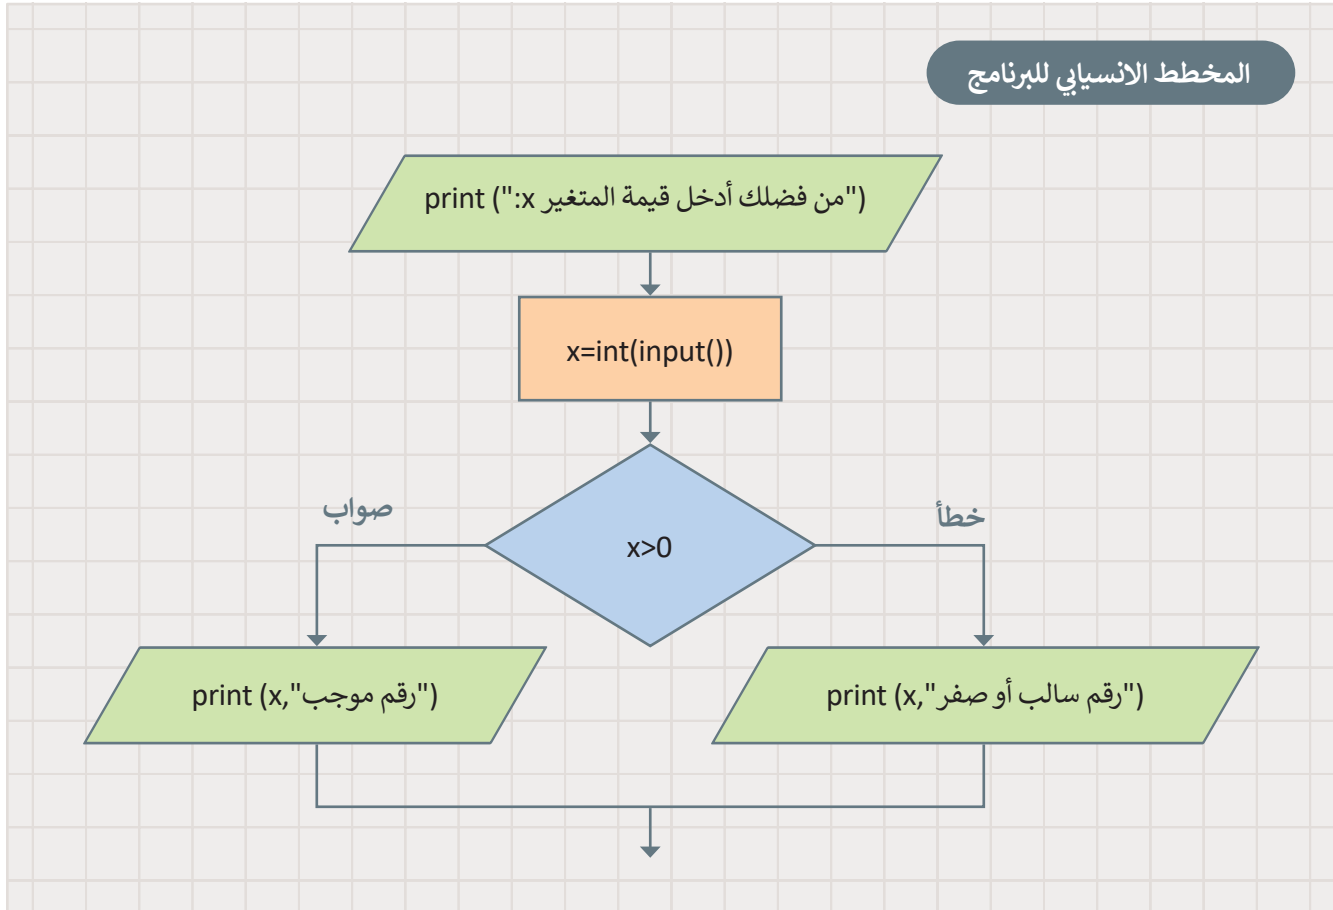 المخطط الانسيابي للبرنامج
print ("من فضلك أدخل قيمة المتغير x:")
x=int(input())
x>0
صواب
خطأ
print (x,"رقم موجب")
print (x,"رقم سالب أو صفر")